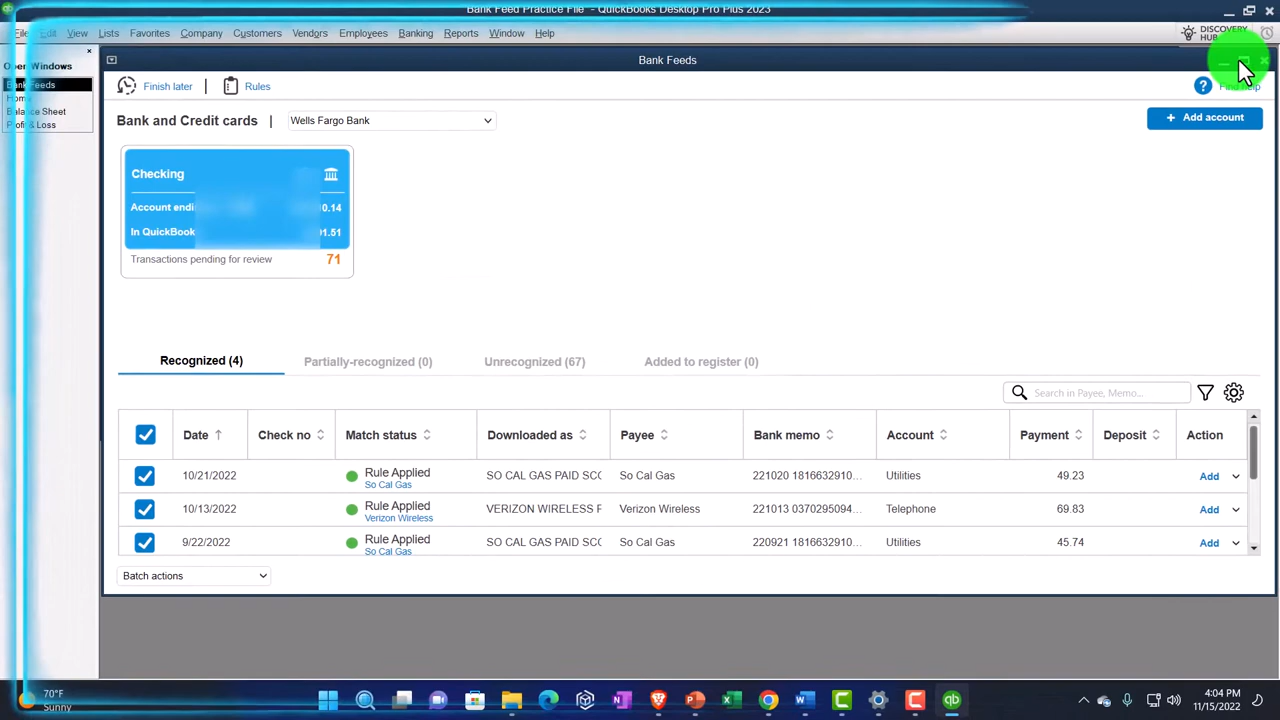 Bank Feed Practice File - QuickBooks Desktop Pro Plus 2023
File Edit View Lists Favorites Company Customers Vendors Employees Banking Reports Window Help
DISCOVERY HUB
Open Windows
Bank Feeds
Home
Balance Sheet
Profit & Loss
Bank Feeds
Finish later | Rules
? Find help
Bank and Credit cards | Wells Fargo Bank
+ Add account
Checking
Account endi 0.14
In QuickBook 01.51
Transactions pending for review 71
Recognized (4) Partially-recognized (0) Unrecognized (67) Added to register (0)
Search in Payee, Memo...
Date Check no Match status Downloaded as Payee Bank memo Account Payment Deposit Action
10/21/2022 Rule Applied SO CAL GAS PAID SCC So Cal Gas 221020 1816632910... Utilities 49.23 Add
So Cal Gas
10/13/2022 Rule Applied VERIZON WIRELESS F Verizon Wireless 221013 0370295094... Telephone 69.83 Add
Verizon Wireless
9/22/2022 Rule Applied SO CAL GAS PAID SCC So Cal Gas 220921 1816632910... Utilities 45.74 Add
So Cal Gas
Batch actions
70°F
Sunny
4:04 PM
11/15/2022